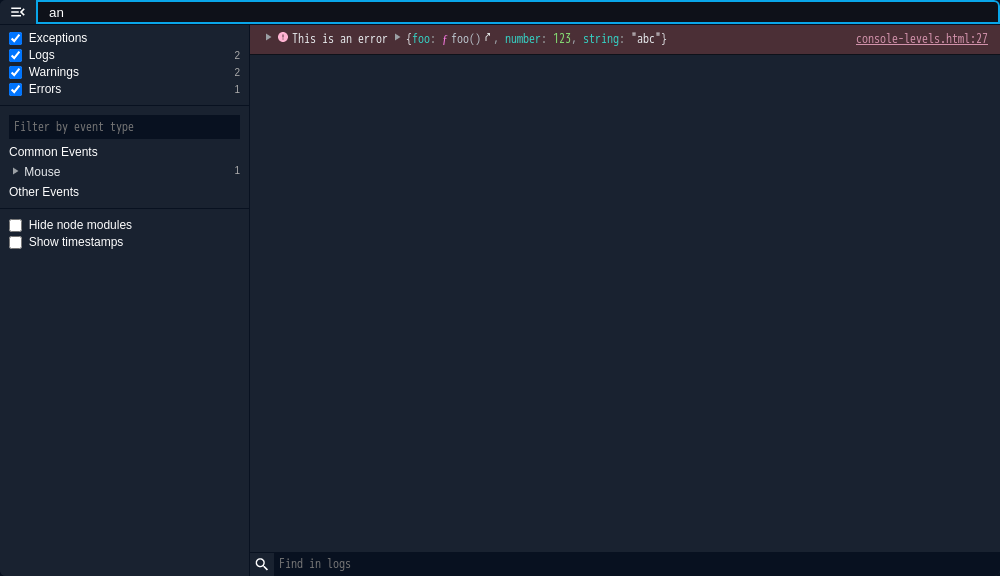 an
Exceptions
Logs 2
Warnings 2
Errors 1
Filter by event type
Common Events
Mouse 1
Other Events
Hide node modules
Show timestamps
This is an error {foo: ƒ foo(), number: 123, string: "abc"} console-levels.html:27
Find in logs